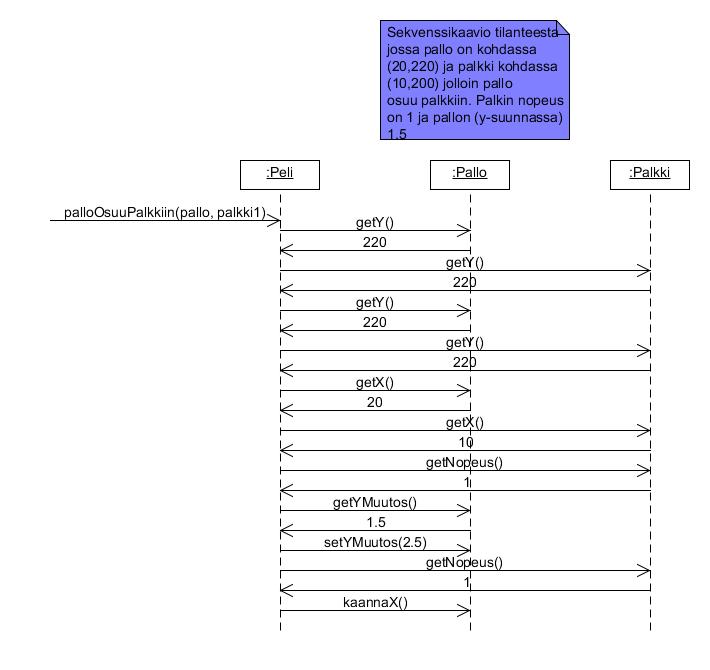 Sekvenssikaavio tilanteesta
jossa pallo on kohdassa
(20,220) ja palkki kohdassa
(10,200) jolloin pallo
osuu palkkiin. Palkin nopeus
on 1 ja pallon (y-suunnassa)
1.5
:Peli
:Pallo
:Palkki
palloOsuuPalkkiin(pallo, palkki1)
getY()
220
getY()
220
getY()
220
getY()
220
getX()
20
getX()
10
getNopeus()
1
getYMuutos()
1.5
setYMuutos(2.5)
getNopeus()
1
kaannaX()